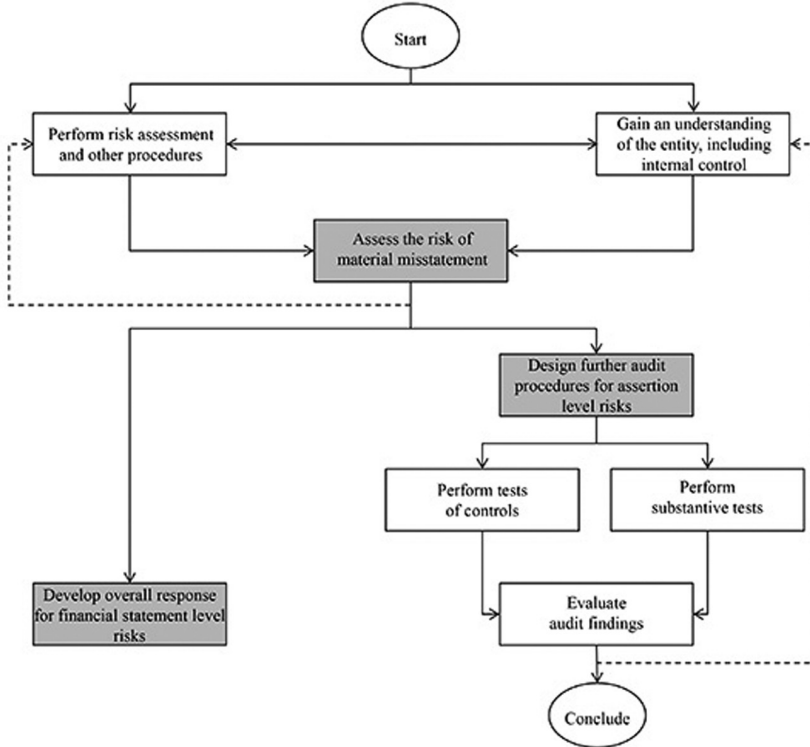 Start
Perform risk assessment
and other procedures
Gain an understanding
of the entity, including
internal control
Assess the risk of
material misstatement
Design further audit
procedures for assertion
level risks
Perform tests
of controls
Perform
substantive tests
Develop overall response
for financial statement level
risks
Evaluate
audit findings
Conclude